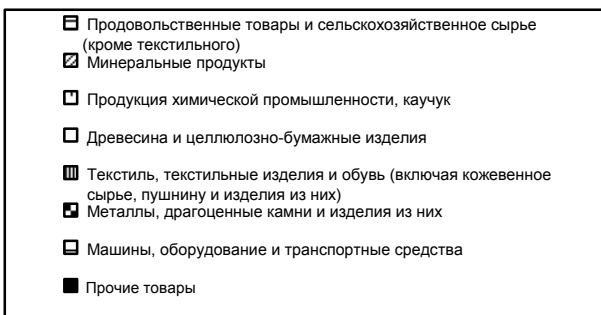 Продовольственные товары и сельскохозяйственное сырье
(кроме текстильного)
Минеральные продукты
Продукция химической промышленности, каучук
Древесина и целлюлозно-бумажные изделия
Текстиль, текстильные изделия и обувь (включая кожевенное
сырье, пушнину и изделия из них)
Металлы, драгоценные камни и изделия из них
Машины, оборудование и транспортные средства
Прочие товары